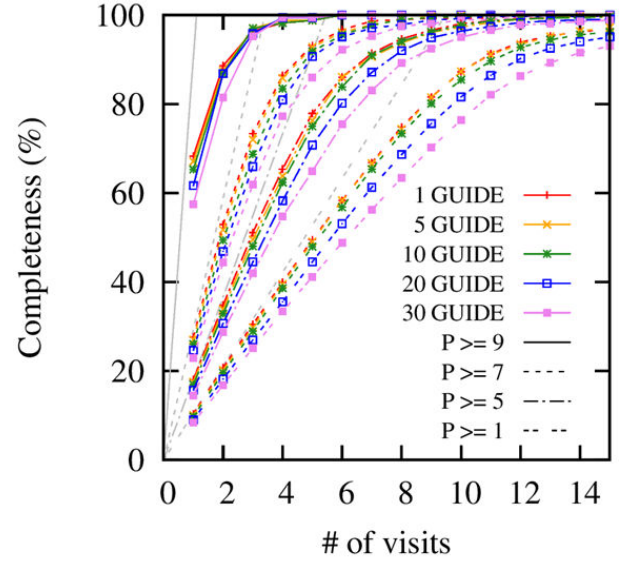 Completeness (%)
100
80
60
40
20
0
1 GUIDE
5 GUIDE
10 GUIDE
20 GUIDE
30 GUIDE
P >= 9
P >= 7
P >= 5
P >= 1
0 2 4 6 8 10 12 14
# of visits